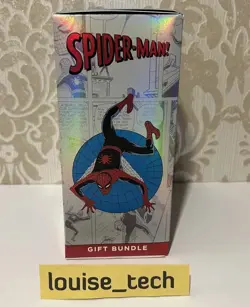 SPIDER-MAN!
GIFT BUNDLE
louise_tech